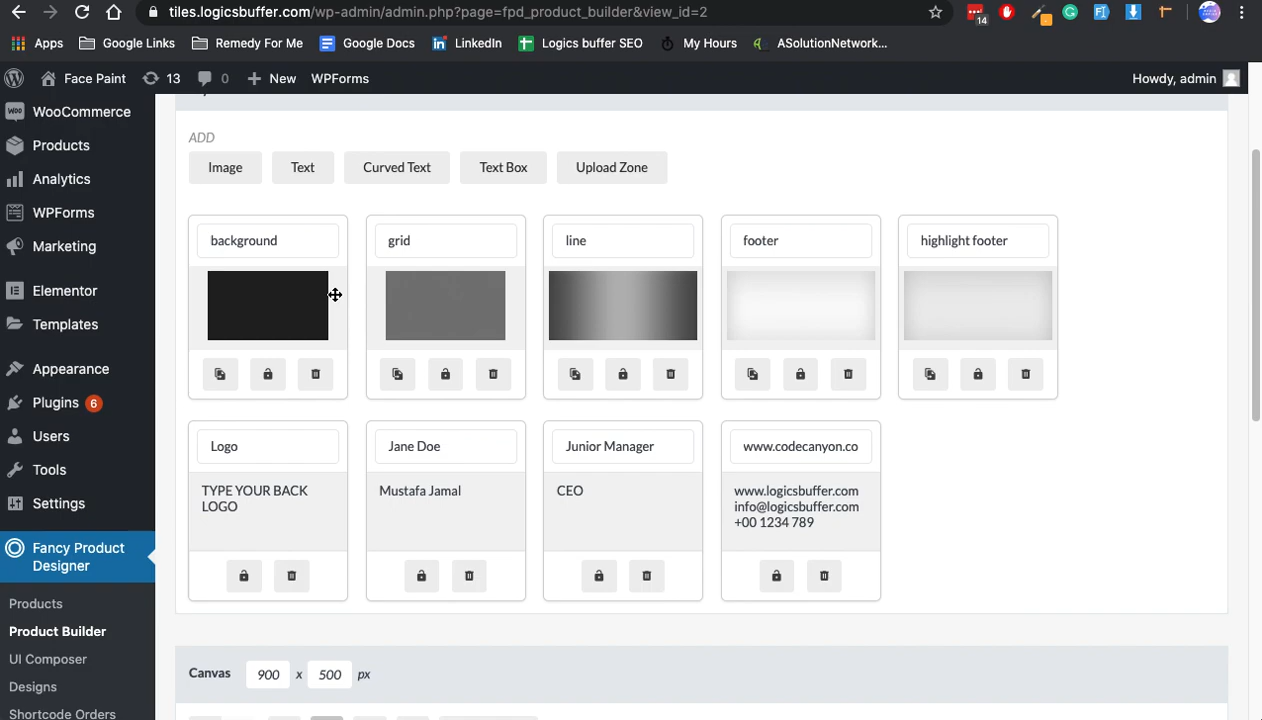 tiles.logicsbuffer.com/wp-admin/admin.php?page=fpd_product_builder&view_id=2
14
Apps Google Links Remedy For Me Google Docs LinkedIn Logics buffer SEO My Hours ASolutionNetwork...
Face Paint 13 0 New WPForms Howdy, admin
WooCommerce
Products
Analytics
WPForms
Marketing
Elementor
Templates
Appearance
Plugins 6
Users
Tools
Settings
Fancy Product
Designer
Products
Product Builder
UI Composer
Designs
Shortcode Orders
ADD
Image Text Curved Text Text Box Upload Zone
background grid line footer highlight footer
Logo Jane Doe Junior Manager www.codecanyon.co
TYPE YOUR BACK
LOGO
Mustafa Jamal
CEO
www.logicsbuffer.com
info@logicsbuffer.com
+00 1234 789
Canvas 900 x 500 px